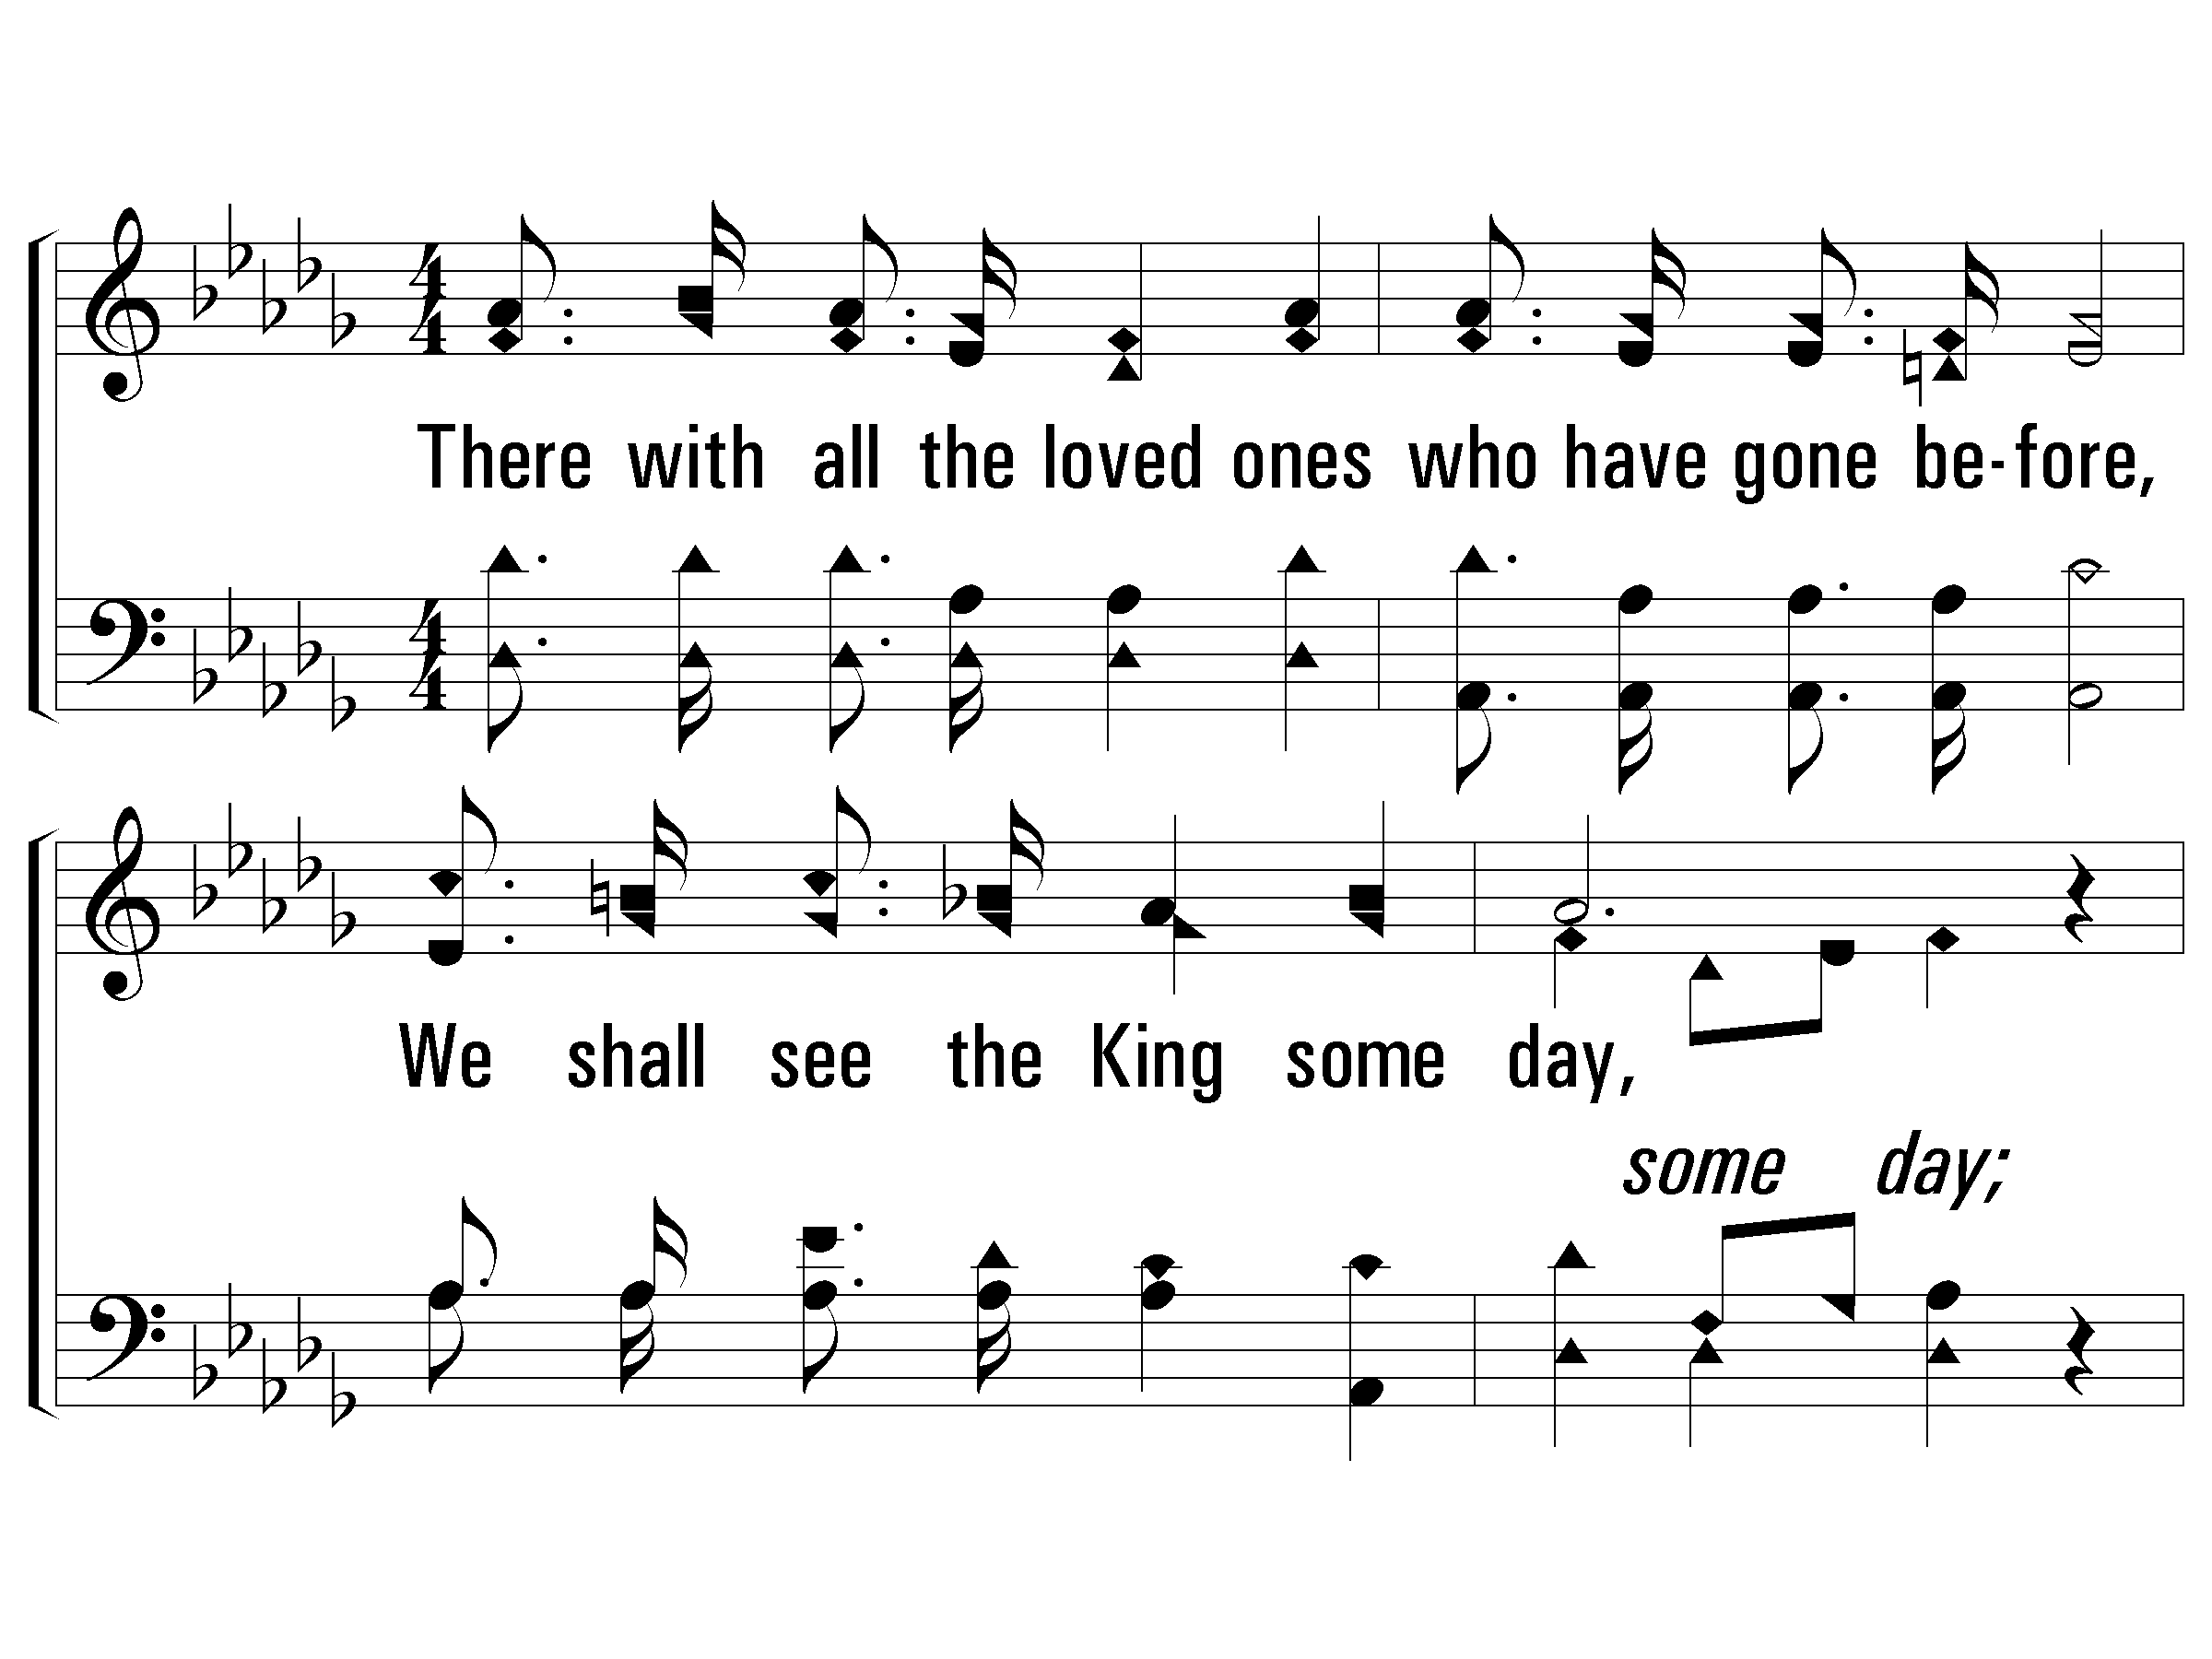 There with all the loved ones who have gone be-fore,
We shall see the King some day,
some day;